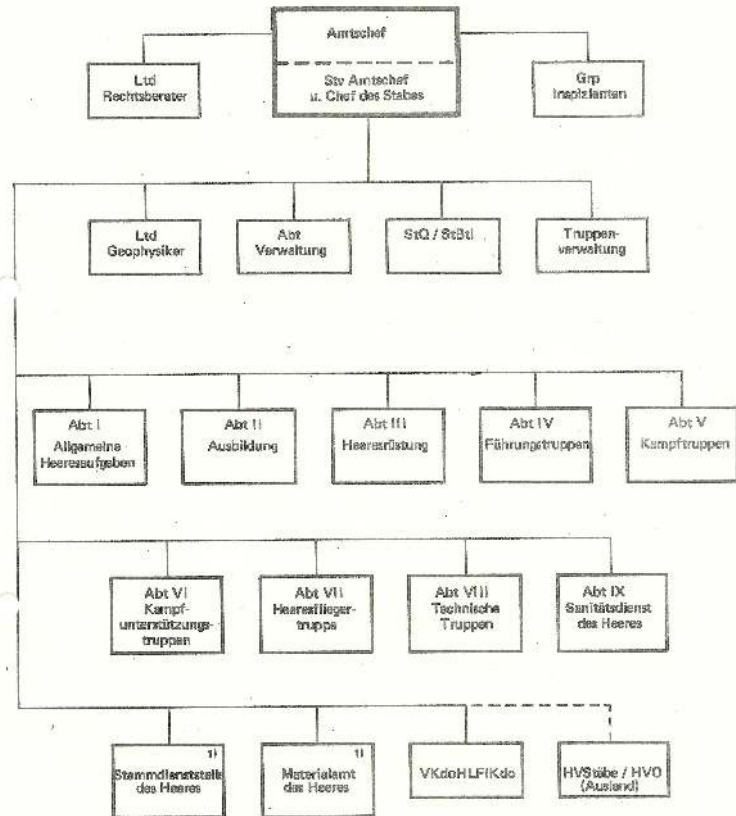 Amtschef
Stv Amtschef
u. Chef des Stabes
Ltd
Rechtsberater
Grp
Inspizienten
Ltd
Geophysiker
Abt
Verwaltung
StQ / StBtl
Truppen-
verwaltung
Abt I
Allgemeine
Heeresaufgaben
Abt II
Ausbildung
Abt III
Heeresrüstung
Abt IV
Führungstruppen
Abt V
Kampftruppen
Abt VI
Kampf-
unterstützungs-
truppen
Abt VII
Heeresflieger-
truppe
Abt VIII
Technische
Truppen
Abt IX
Sanitätsdienst
des Heeres
1)
Stammdienststelle
des Heeres
1)
Materialamt
des Heeres
VKdoHLFlKdo
HVStäbe / HVO
(Ausland)